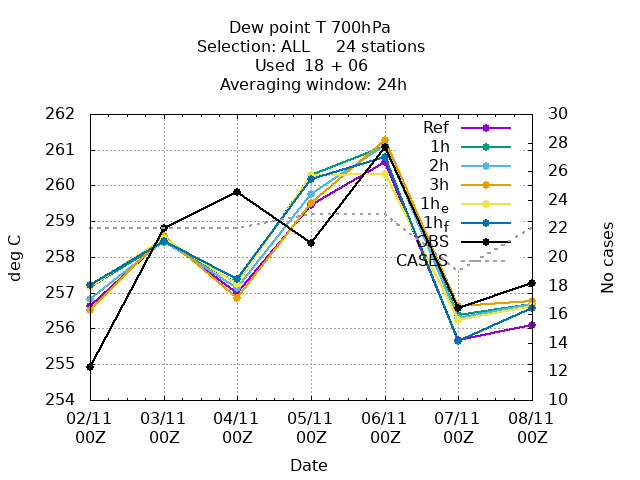 Dew point T 700hPa
Selection: ALL     24 stations
Used  18 + 06
Averaging window: 24h
262
261
260
259
258
257
256
255
254
deg C
30
28
26
24
22
20
18
16
14
12
10
No cases
Ref
1h
2h
3h
1he
1hf
OBS
CASES
02/11 03/11 04/11 05/11 06/11 07/11 08/11
00Z 00Z 00Z 00Z 00Z 00Z 00Z
Date